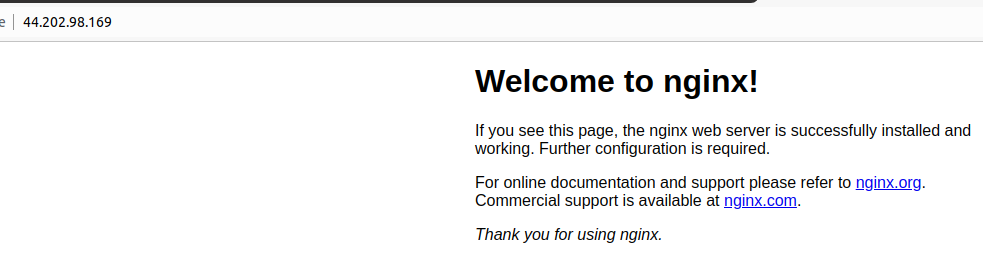 e 44.202.98.169
Welcome to nginx!
If you see this page, the nginx web server is successfully installed and
working. Further configuration is required.
For online documentation and support please refer to nginx.org.
Commercial support is available at nginx.com.
Thank you for using nginx.